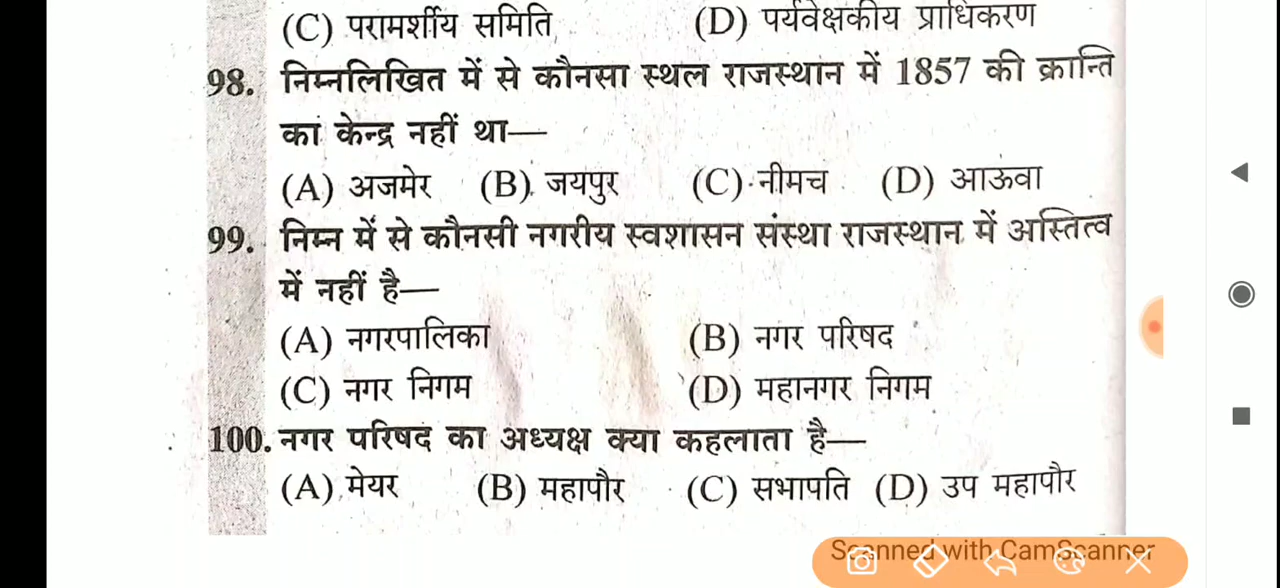 (C) परामर्शीय समिति (D) पर्यवेक्षकीय प्राधिकरण
98. निम्नलिखित में से कौनसा स्थल राजस्थान में 1857 की क्रान्ति
का केन्द्र नहीं था—
(A) अजमेर (B) जयपुर (C) नीमच (D) आऊवा
99. निम्न में से कौनसी नगरीय स्वशासन संस्था राजस्थान में अस्तित्व
में नहीं है—
(A) नगरपालिका (B) नगर परिषद
(C) नगर निगम (D) महानगर निगम
100. नगर परिषद का अध्यक्ष क्या कहलाता है—
(A) मेयर (B) महापौर (C) सभापति (D) उप महापौर
Scanned with CamScanner